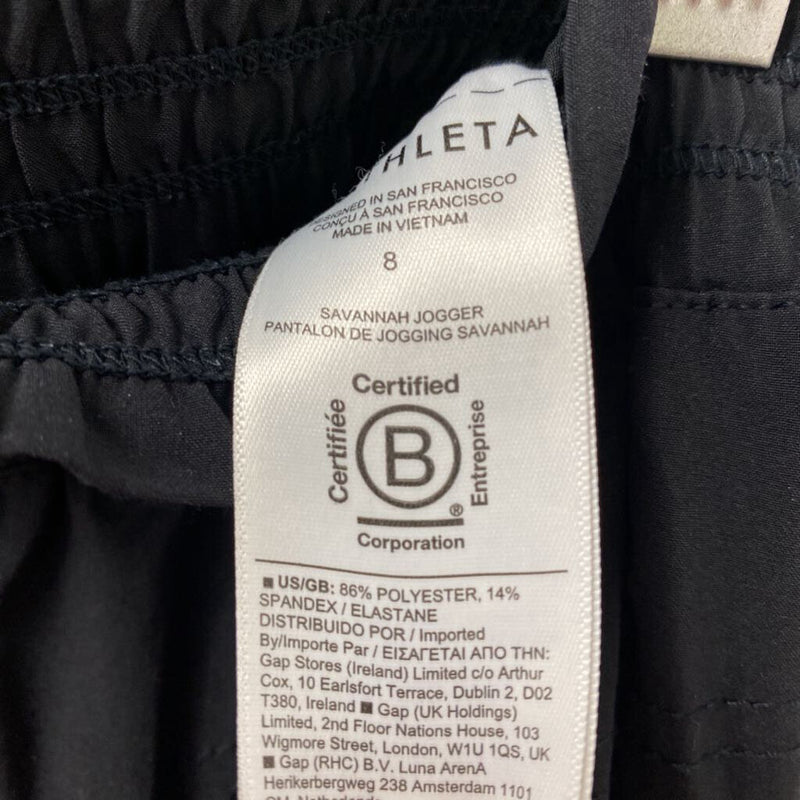 HLETA
DESIGNED IN SAN FRANCISCO
CONÇU À SAN FRANCISCO
MADE IN VIETNAM
8
SAVANNAH JOGGER
PANTALON DE JOGGING SAVANNAH
Certified
Certifiée
B
Entreprise
®
Corporation
■ US/GB: 86% POLYESTER, 14%
SPANDEX / ELASTANE
DISTRIBUIDO POR / Imported
By/Importe Par / ΕΙΣΑΓΕΤΑΙ ΑΠΟ ΤΗΝ:
Gap Stores (Ireland) Limited c/o Arthur
Cox, 10 Earlsfort Terrace, Dublin 2, D02
T380, Ireland ■ Gap (UK Holdings)
Limited, 2nd Floor Nations House, 103
Wigmore Street, London, W1U 1QS, UK
■ Gap (RHC) B.V. Luna ArenA
Herikerbergweg 238 Amsterdam 1101